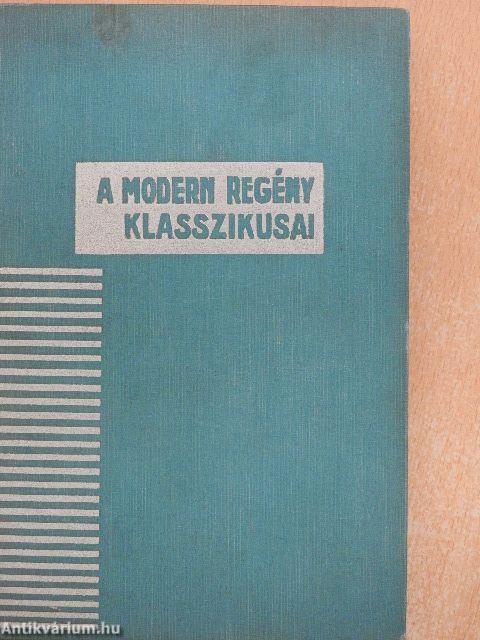 A MODERN REGÉNY
KLASSZIKUSAI
Antikvárium.hu